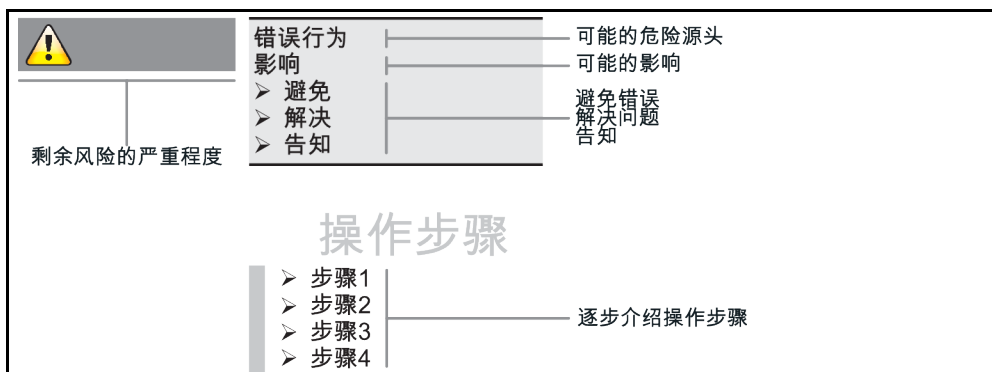 错误行为
可能的危险源头
影响
可能的影响
➢ 避免
➢ 解决
➢ 告知
避免错误
解决问题
告知
剩余风险的严重程度
操作步骤
➢ 步骤1
➢ 步骤2
➢ 步骤3
➢ 步骤4
逐步介绍操作步骤